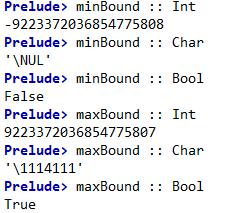 Prelude> minBound :: Int
-9223372036854775808
Prelude> minBound :: Char
'\NUL'
Prelude> minBound :: Bool
False
Prelude> maxBound :: Int
9223372036854775807
Prelude> maxBound :: Char
'\1114111'
Prelude> maxBound :: Bool
True